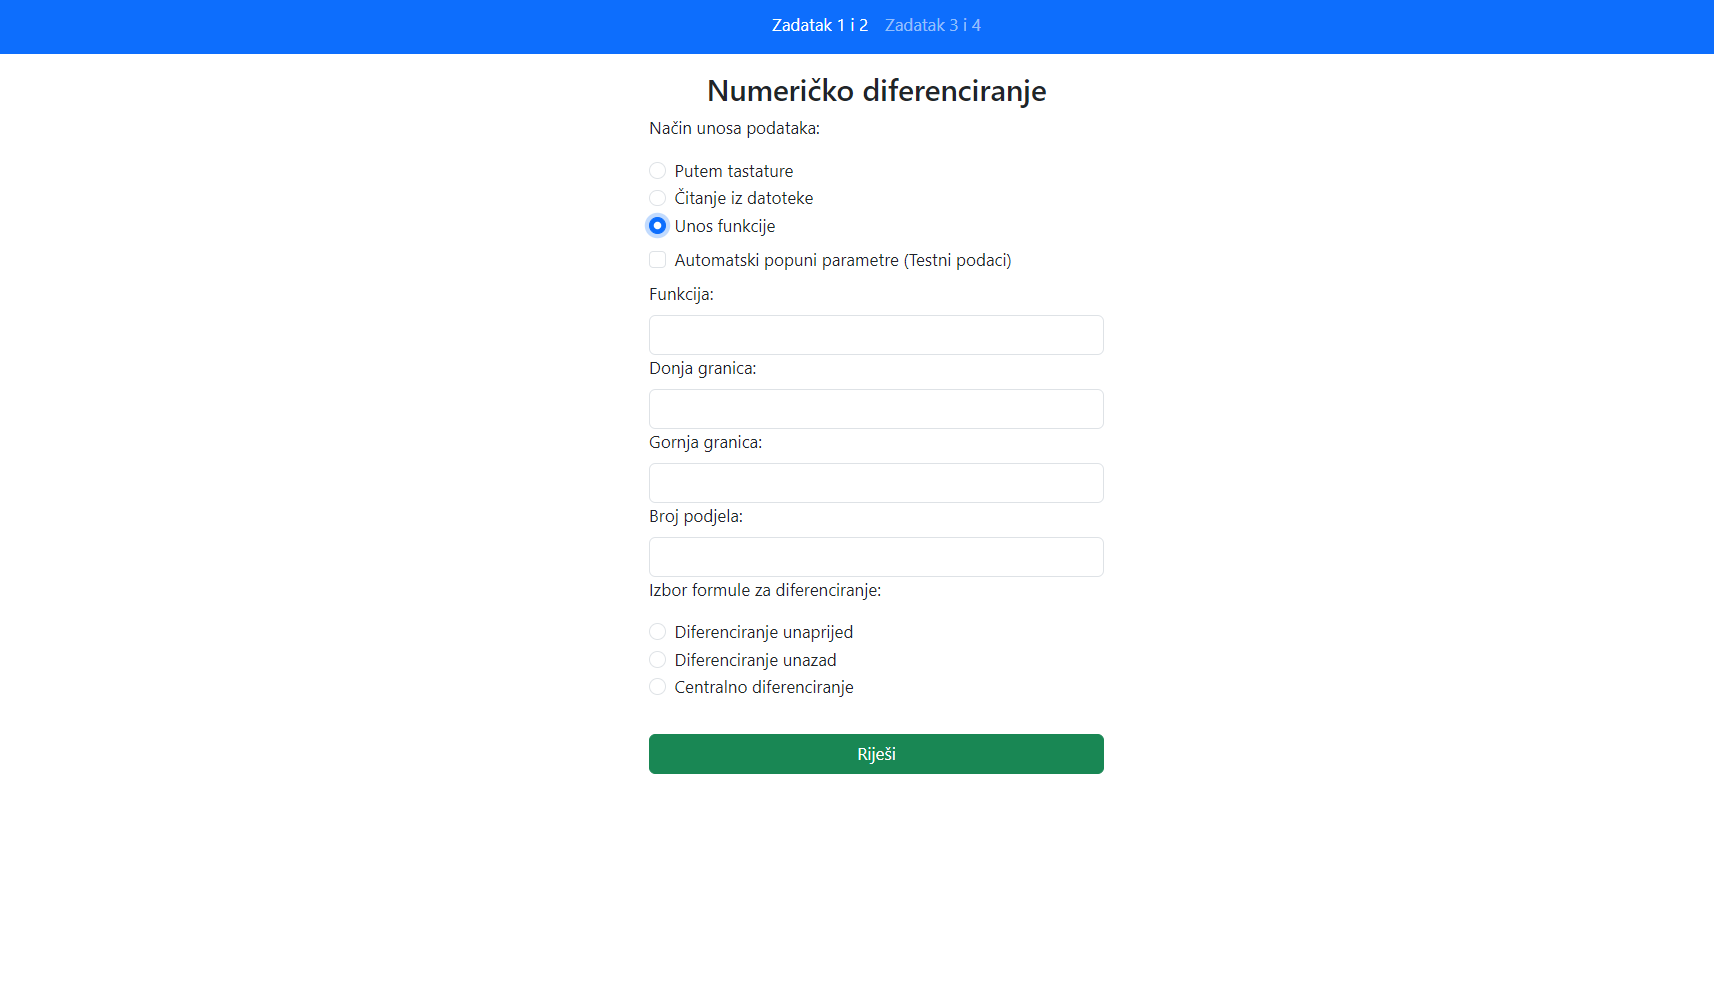 Zadatak 1 i 2 Zadatak 3 i 4
Numeričko diferenciranje
Način unosa podataka:
Putem tastature
Čitanje iz datoteke
Unos funkcije
Automatski popuni parametre (Testni podaci)
Funkcija:
Donja granica:
Gornja granica:
Broj podjela:
Izbor formule za diferenciranje:
Diferenciranje unaprijed
Diferenciranje unazad
Centralno diferenciranje
Riješi